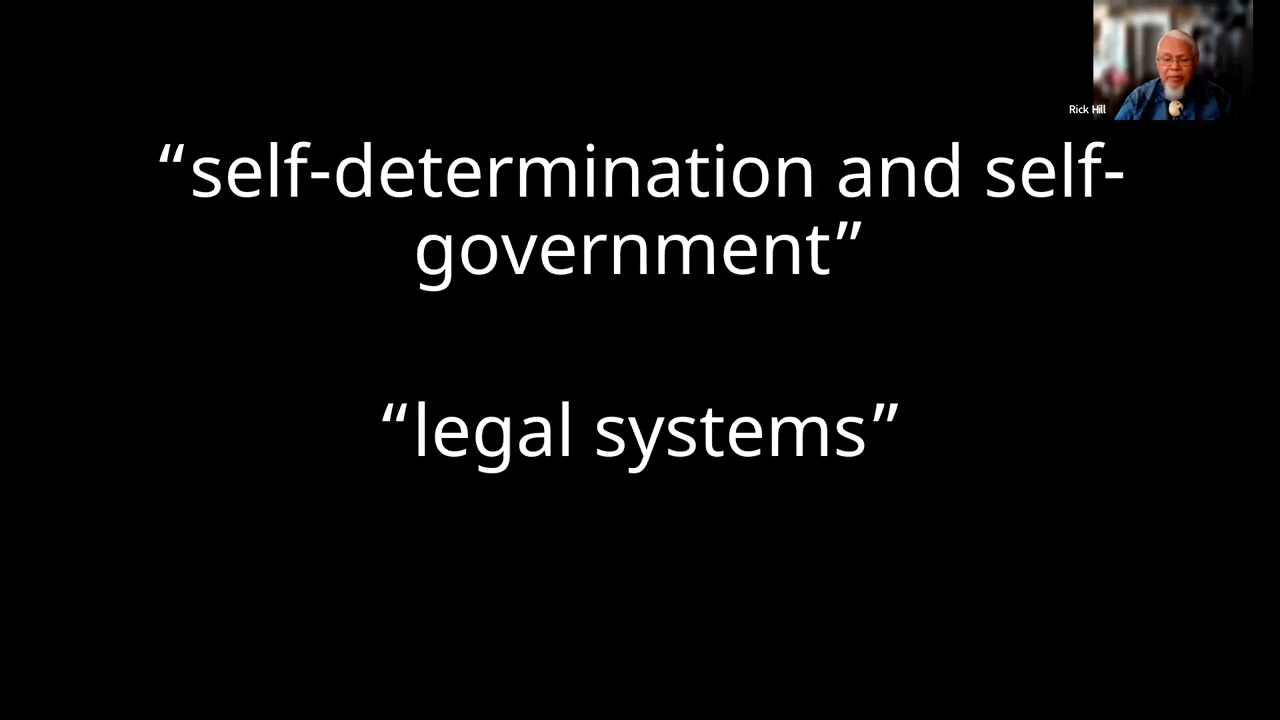 Rick Hill
“self-determination and self-
government”
“legal systems”